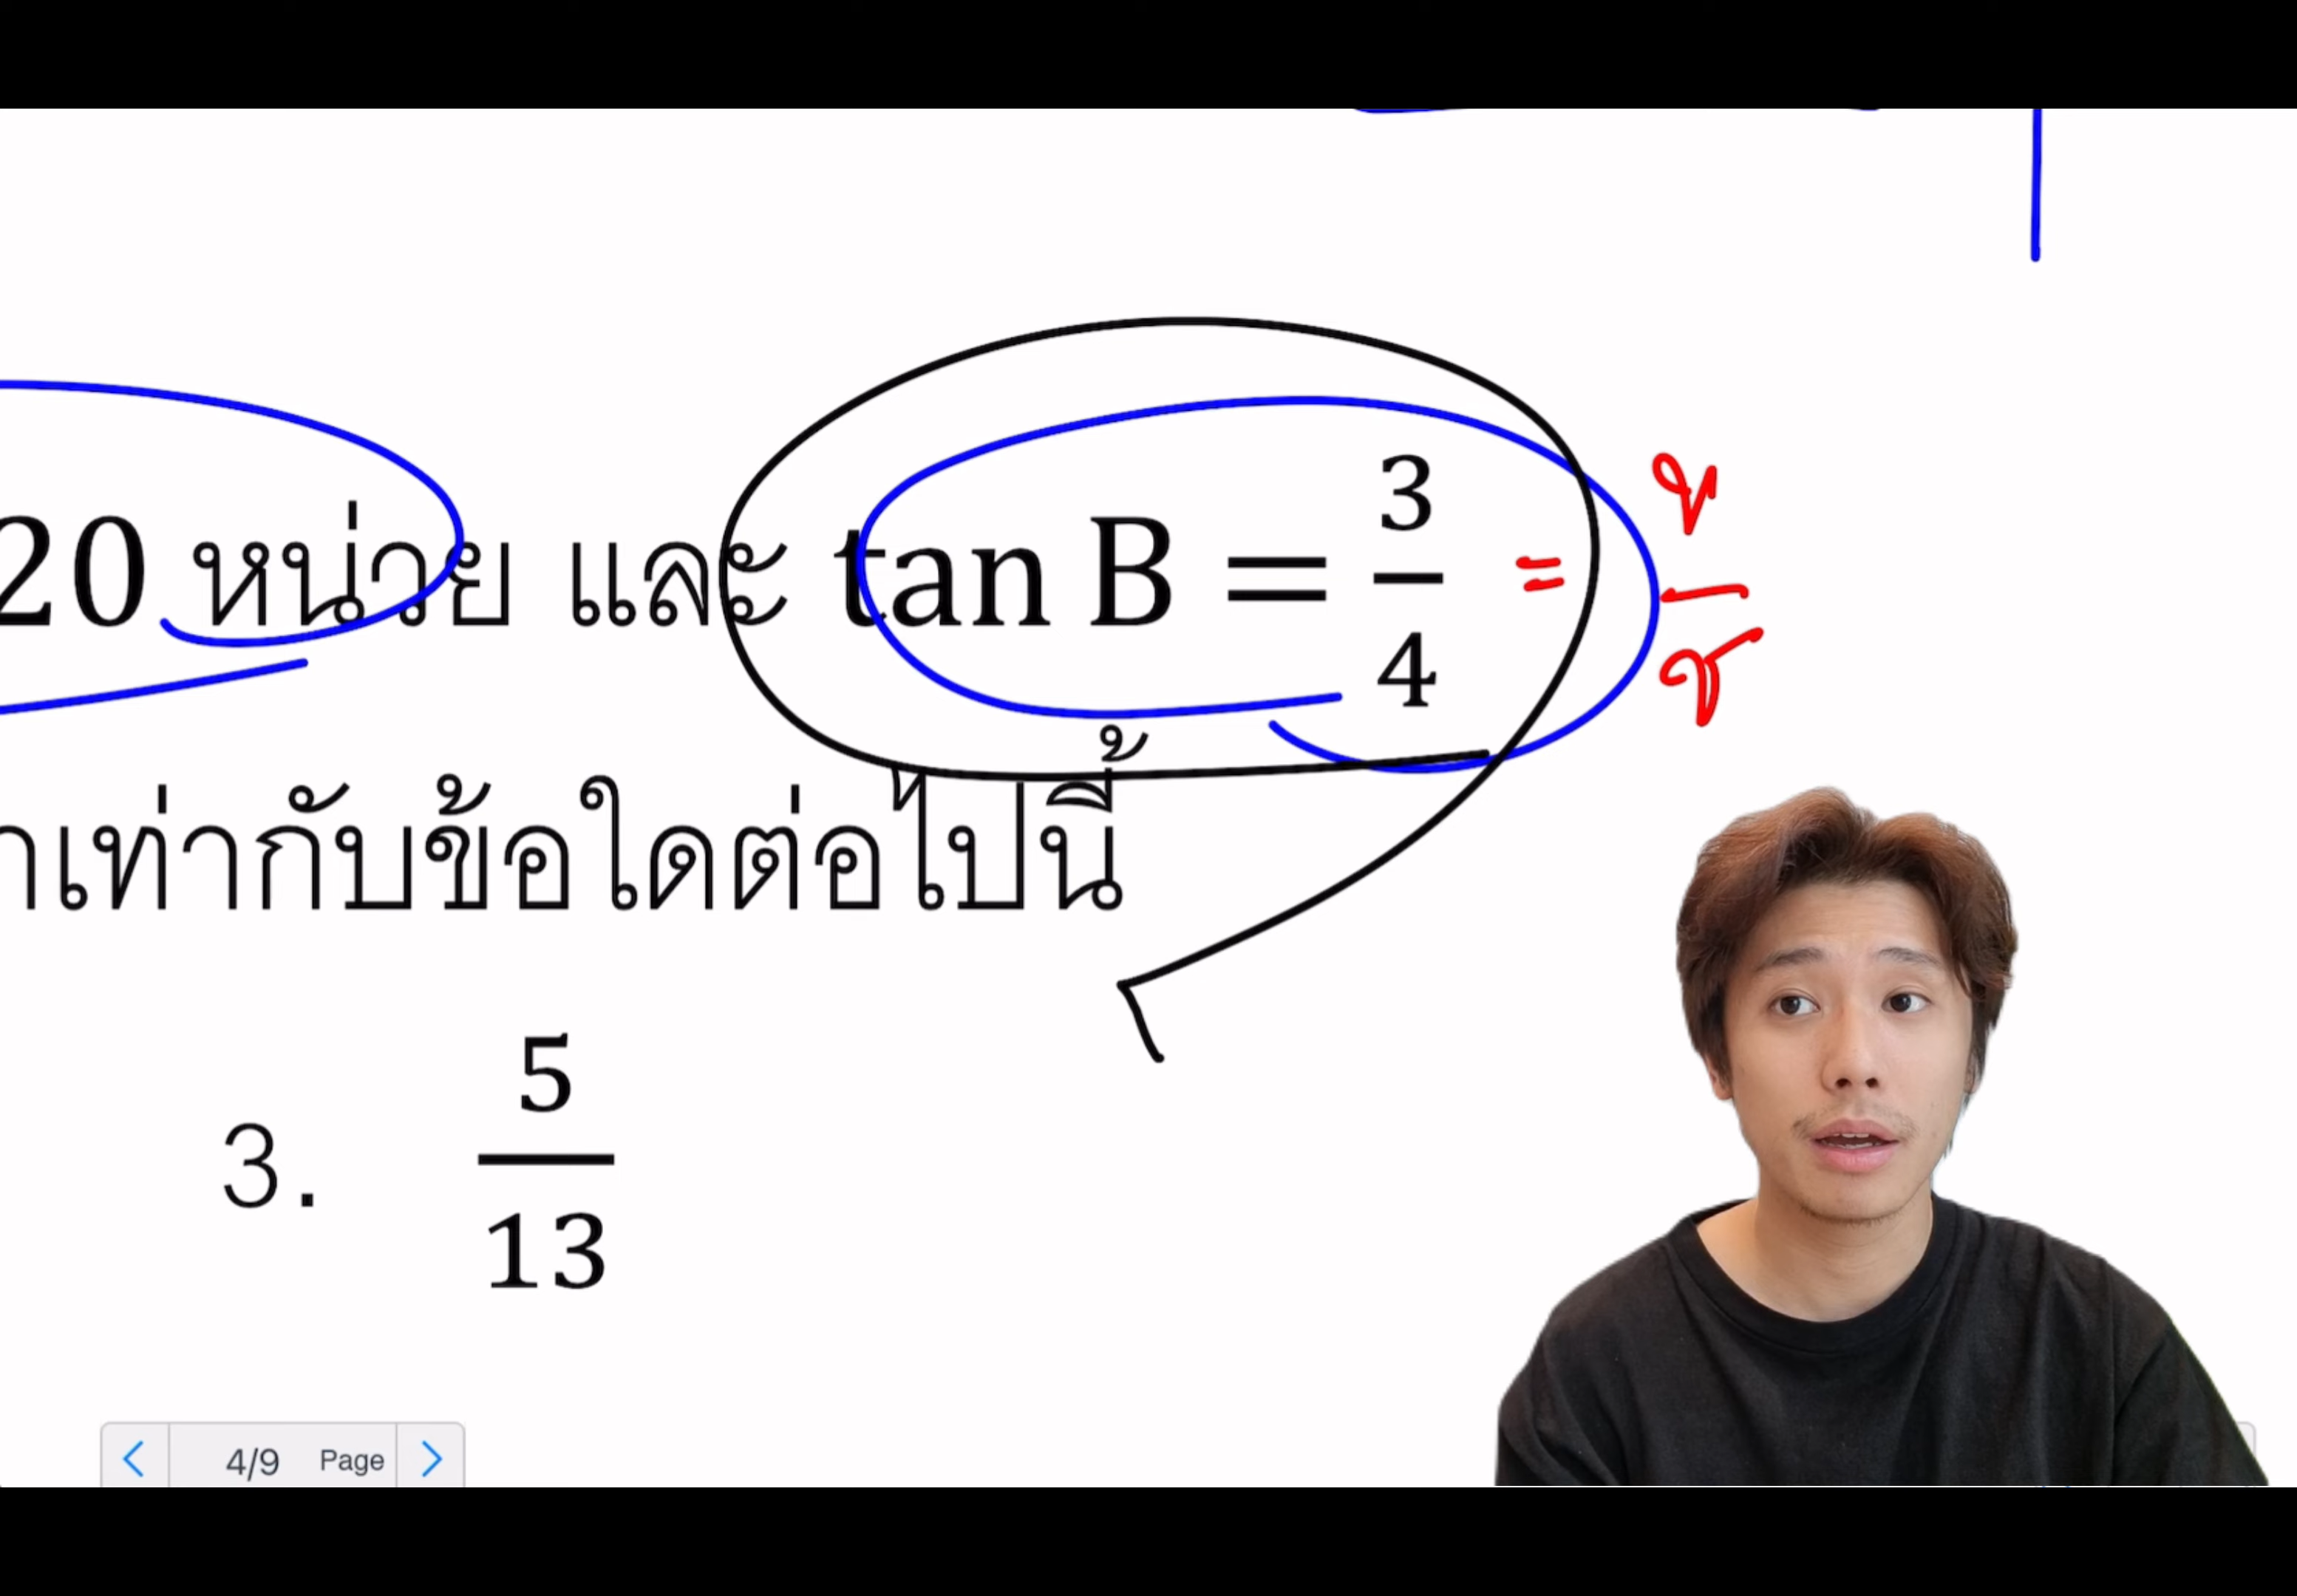 20 หน่วย และ tan B = 3/4 = ข/ช
าเท่ากับข้อใดต่อไปนี้
3. 5/13
4/9 Page